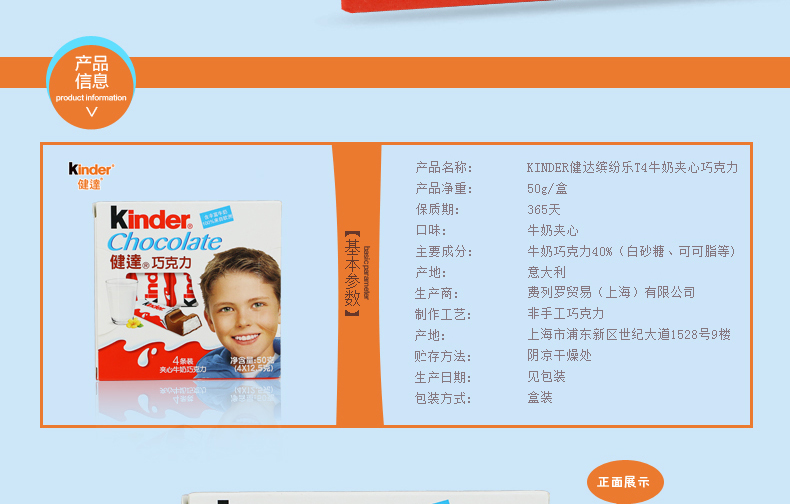 产品
信息
product information
kinder
健達
Kinder
Chocolate
健達®巧克力
4条装
夹心牛奶巧克力
净含量:50克
(4X12.5克)
【基本参数】
basic parameter
产品名称: KINDER健达缤纷乐T4牛奶夹心巧克力
产品净重: 50g/盒
保质期: 365天
口味: 牛奶夹心
主要成分: 牛奶巧克力40%（白砂糖、可可脂等）
产地: 意大利
生产商: 费列罗贸易（上海）有限公司
制作工艺: 非手工巧克力
产地: 上海市浦东新区世纪大道1528号9楼
贮存方法: 阴凉干燥处
生产日期: 见包装
包装方式: 盒装
正面展示